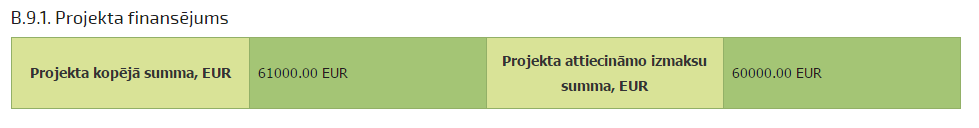 B.9.1. Projekta finansējums
Projekta kopējā summa, EUR
61000.00 EUR
Projekta attiecināmo izmaksu
summa, EUR
60000.00 EUR